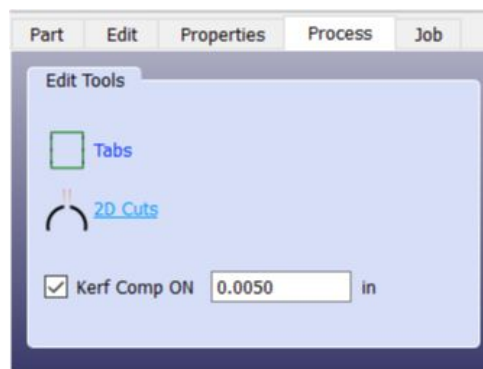 Part Edit Properties Process Job
Edit Tools
Tabs
2D Cuts
Kerf Comp ON 0.0050 in